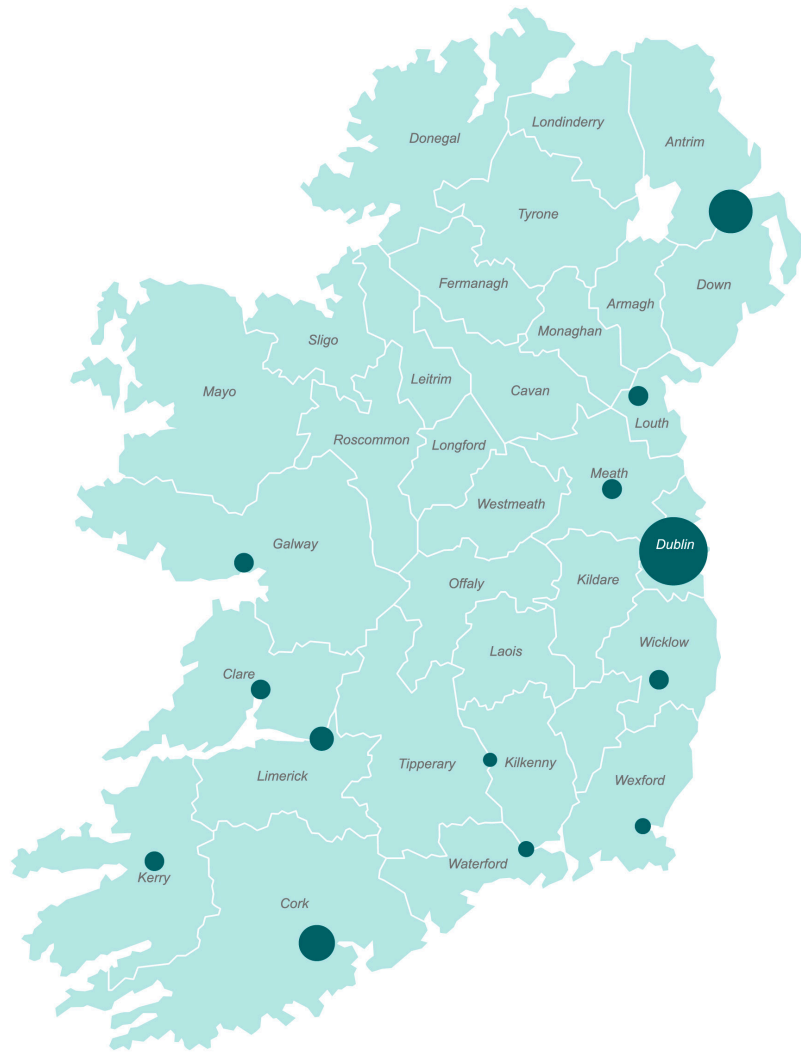 Londinderry
Donegal
Antrim
Tyrone
Fermanagh
Down
Armagh
Monaghan
Sligo
Leitrim
Cavan
Mayo
Louth
Roscommon
Longford
Meath
Westmeath
Galway
Dublin
Offaly
Kildare
Wicklow
Laois
Clare
Limerick
Tipperary
Kilkenny
Wexford
Waterford
Kerry
Cork